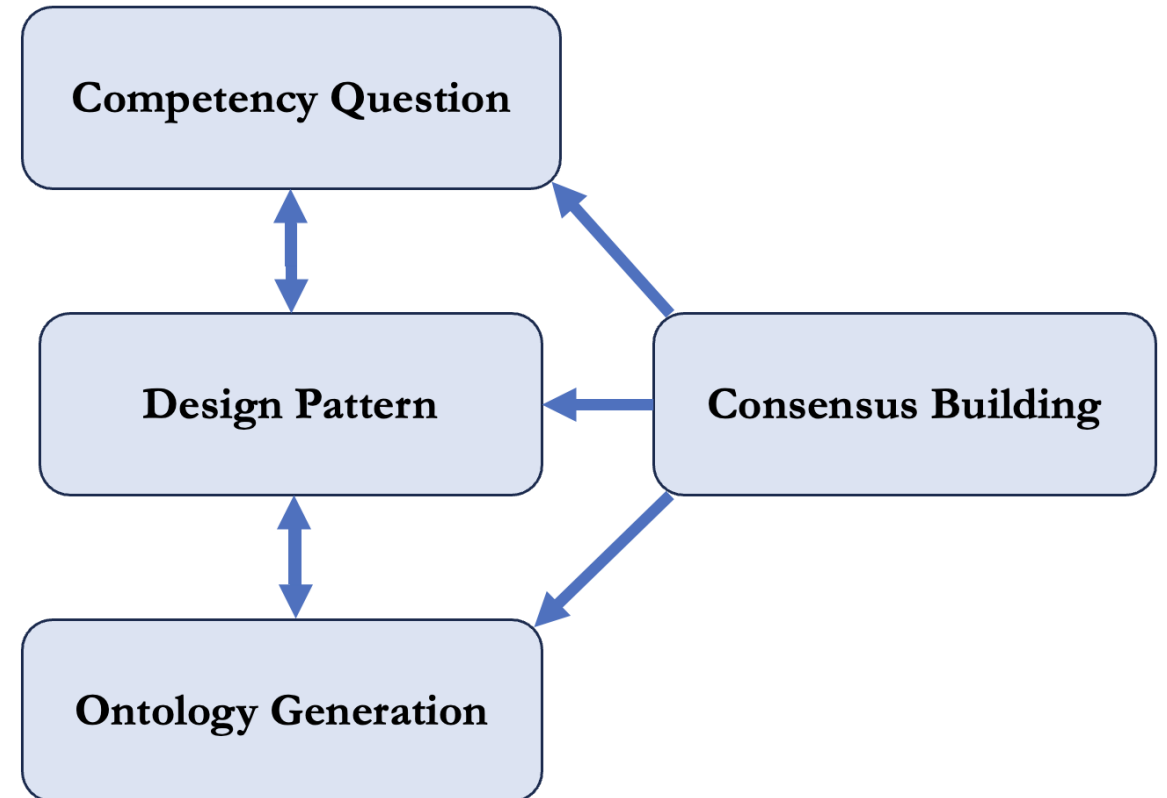 Competency Question
Design Pattern
Consensus Building
Ontology Generation